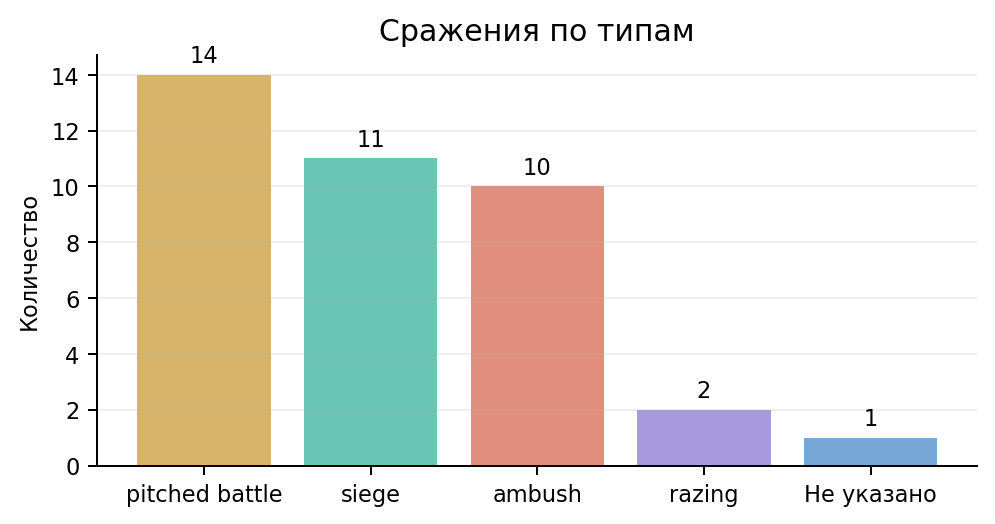 Сражения по типам
Количество
14
12
10
8
6
4
2
0
14
11
10
2
1
pitched battle
siege
ambush
razing
Не указано